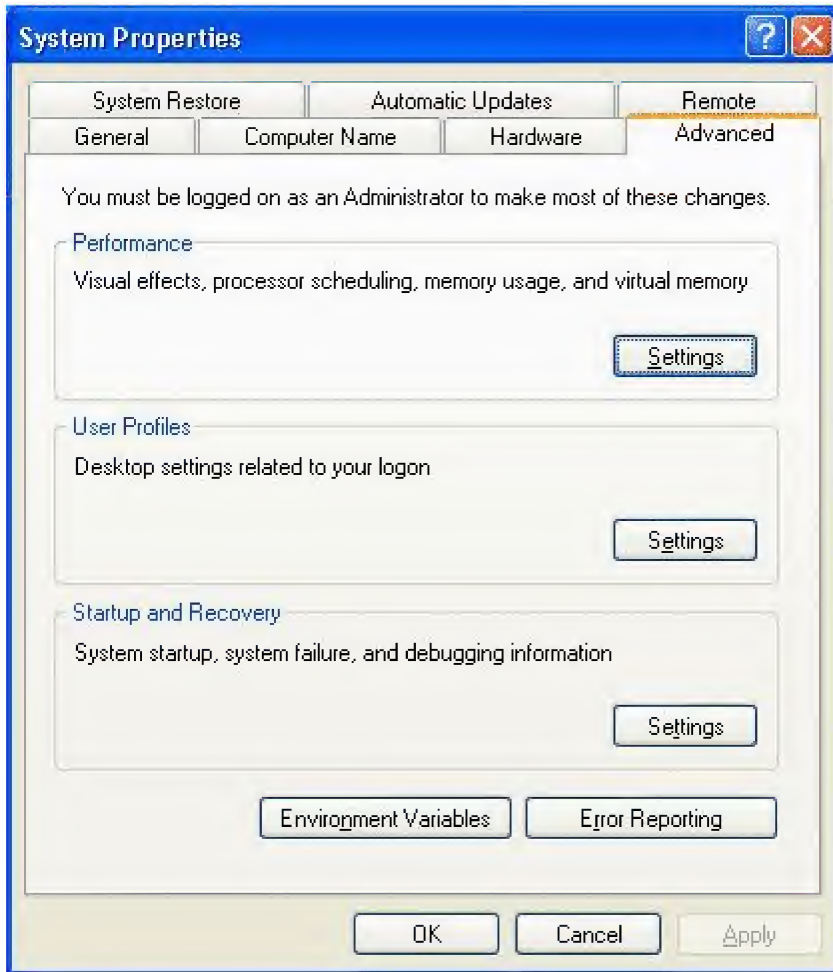 System Properties
System Restore Automatic Updates Remote
General Computer Name Hardware Advanced
You must be logged on as an Administrator to make most of these changes.
Performance
Visual effects, processor scheduling, memory usage, and virtual memory
Settings
User Profiles
Desktop settings related to your logon
Settings
Startup and Recovery
System startup, system failure, and debugging information
Settings
Environment Variables Error Reporting
OK Cancel Apply